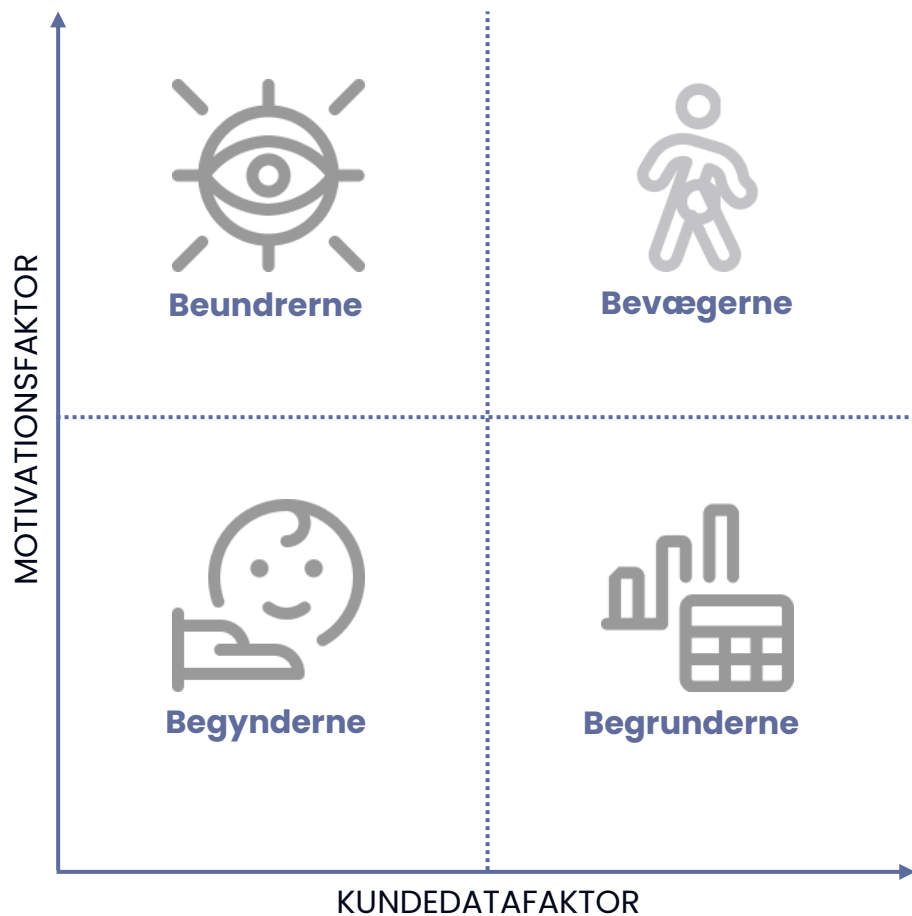 Beundrerne
Bevægerne
MOTIVATIONSFAKTOR
Begynderne
Begrunderne
KUNDEDATAFAKTOR